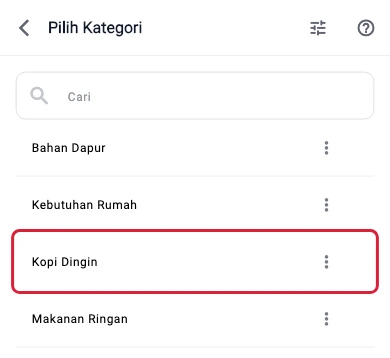 Pilih Kategori
Cari
Bahan Dapur
Kebutuhan Rumah
Kopi Dingin
Makanan Ringan